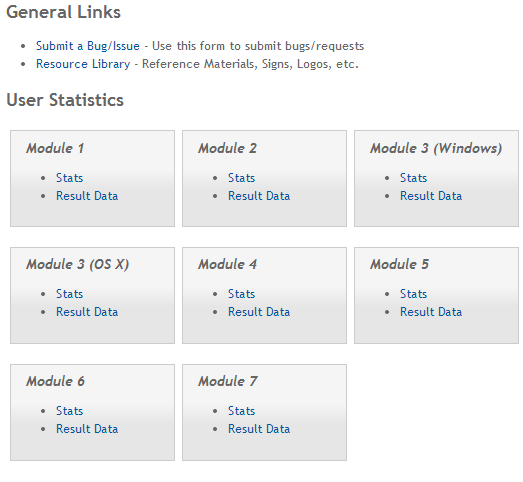 General Links
Submit a Bug/Issue - Use this form to submit bugs/requests
Resource Library - Reference Materials, Signs, Logos, etc.
User Statistics
Module 1
Stats
Result Data
Module 2
Stats
Result Data
Module 3 (Windows)
Stats
Result Data
Module 3 (OS X)
Stats
Result Data
Module 4
Stats
Result Data
Module 5
Stats
Result Data
Module 6
Stats
Result Data
Module 7
Stats
Result Data